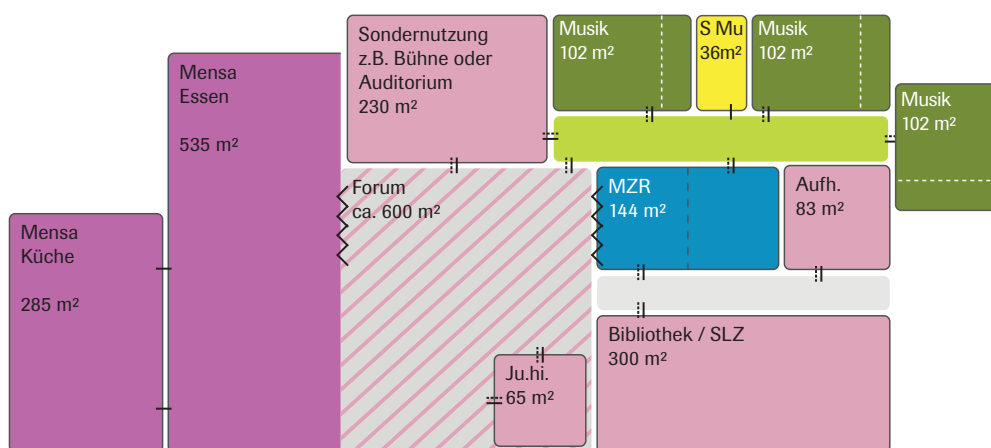 Mensa
Küche
285 m²
Mensa
Essen
535 m²
Sondernutzung
z.B. Bühne oder
Auditorium
230 m²
Musik
102 m²
S Mu
36m²
Musik
102 m²
Musik
102 m²
Forum
ca. 600 m²
MZR
144 m²
Aufh.
83 m²
Bibliothek / SLZ
300 m²
Ju.hi.
65 m²